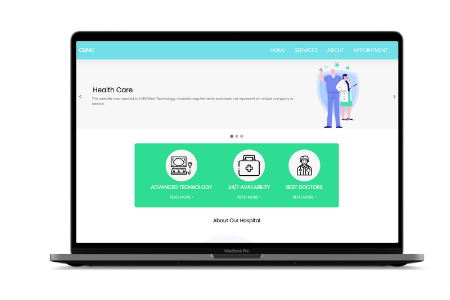 CLINIC
HOME SERVICES ABOUT APPOINTMENT
Health Care
This website was created to fulfill Web Technology module's requirements and does not represent an actual company or
service.
ADVANCED TECHNOLOGY 24/7 AVAILABILITY BEST DOCTORS
READ MORE > READ MORE > READ MORE >
About Our Hospital
MacBook Pro